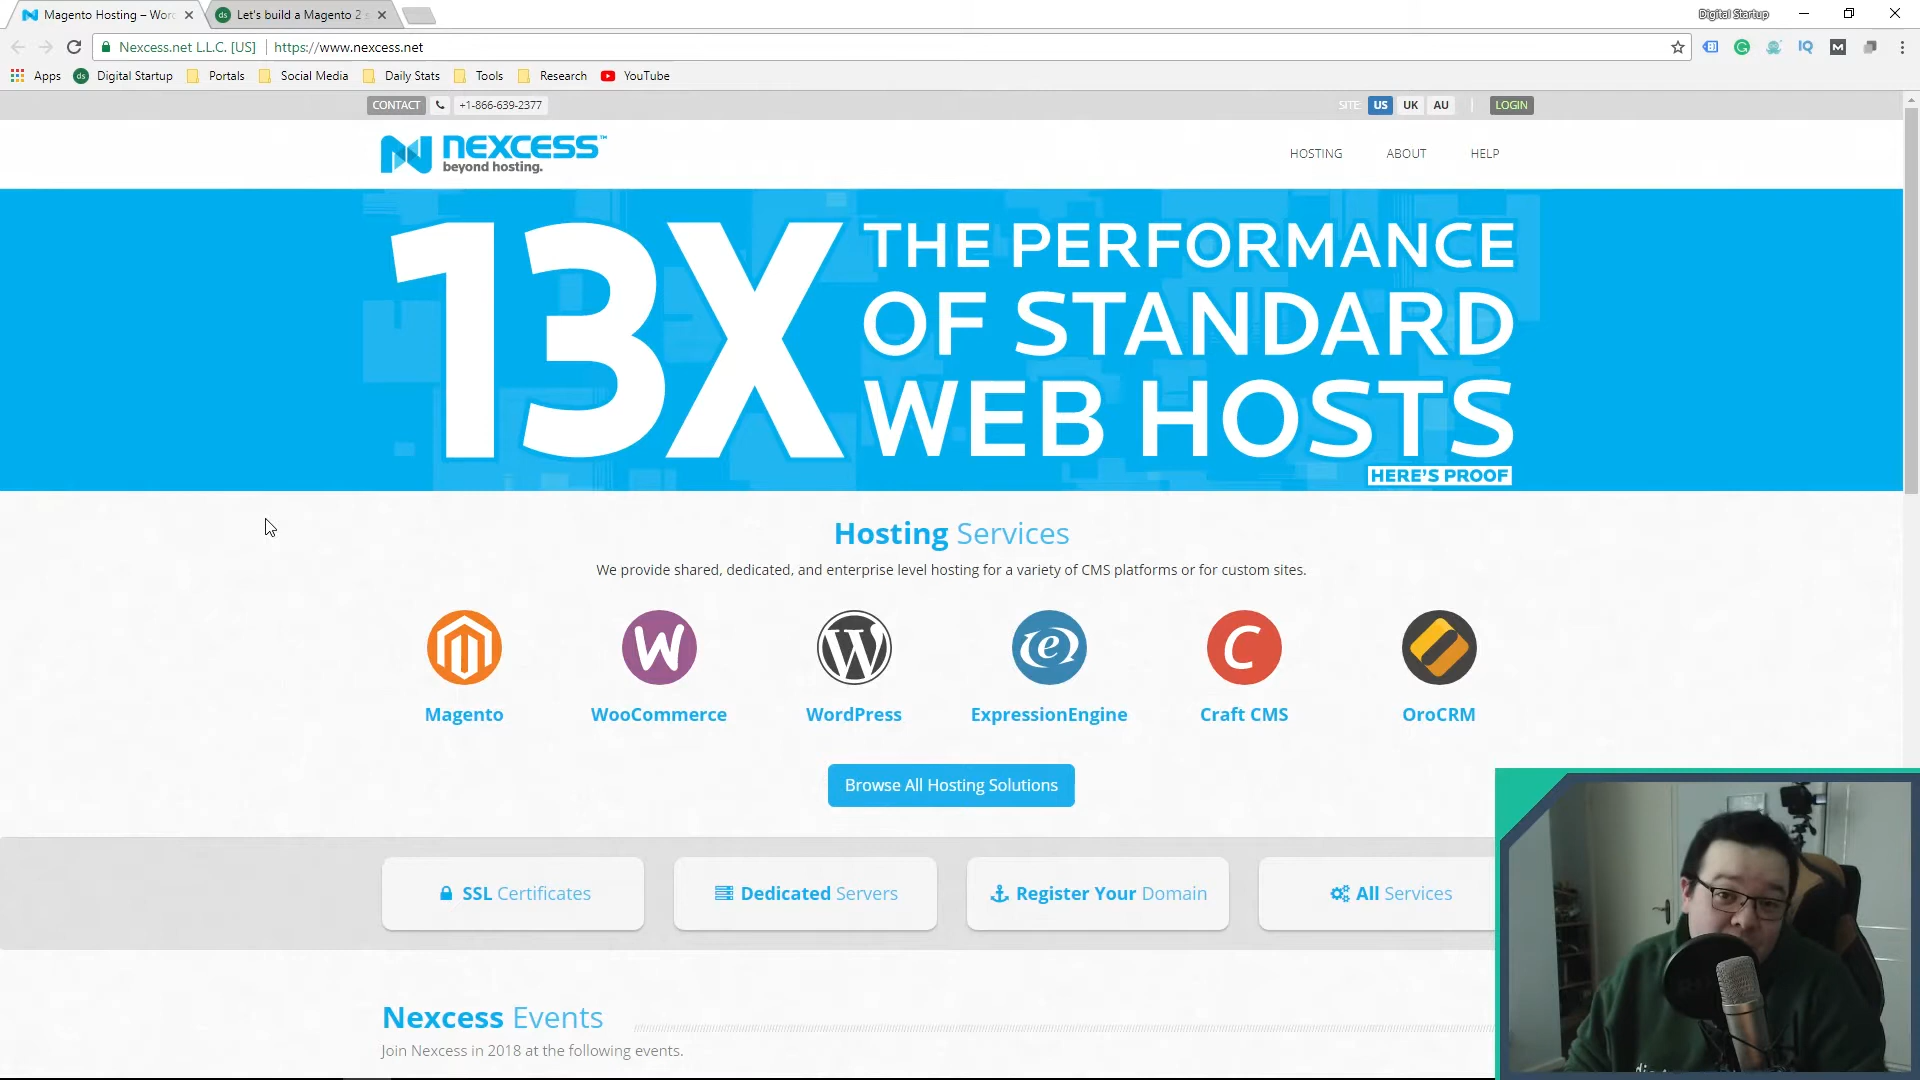 Magento Hosting – Wor
Let's build a Magento 2 s
Digital Startup
Nexcess.net L.L.C. [US]
https://www.nexcess.net
Apps
Digital Startup
Portals
Social Media
Daily Stats
Tools
Research
YouTube
CONTACT
+1-866-639-2377
SITE
US
UK
AU
LOGIN
NEXCESS™
beyond hosting.
HOSTING
ABOUT
HELP
13X
THE PERFORMANCE
OF STANDARD
WEB HOSTS
HERE'S PROOF
Hosting Services
We provide shared, dedicated, and enterprise level hosting for a variety of CMS platforms or for custom sites.
Magento
WooCommerce
WordPress
ExpressionEngine
Craft CMS
OroCRM
Browse All Hosting Solutions
SSL Certificates
Dedicated Servers
Register Your Domain
All Services
Nexcess Events
Join Nexcess in 2018 at the following events.